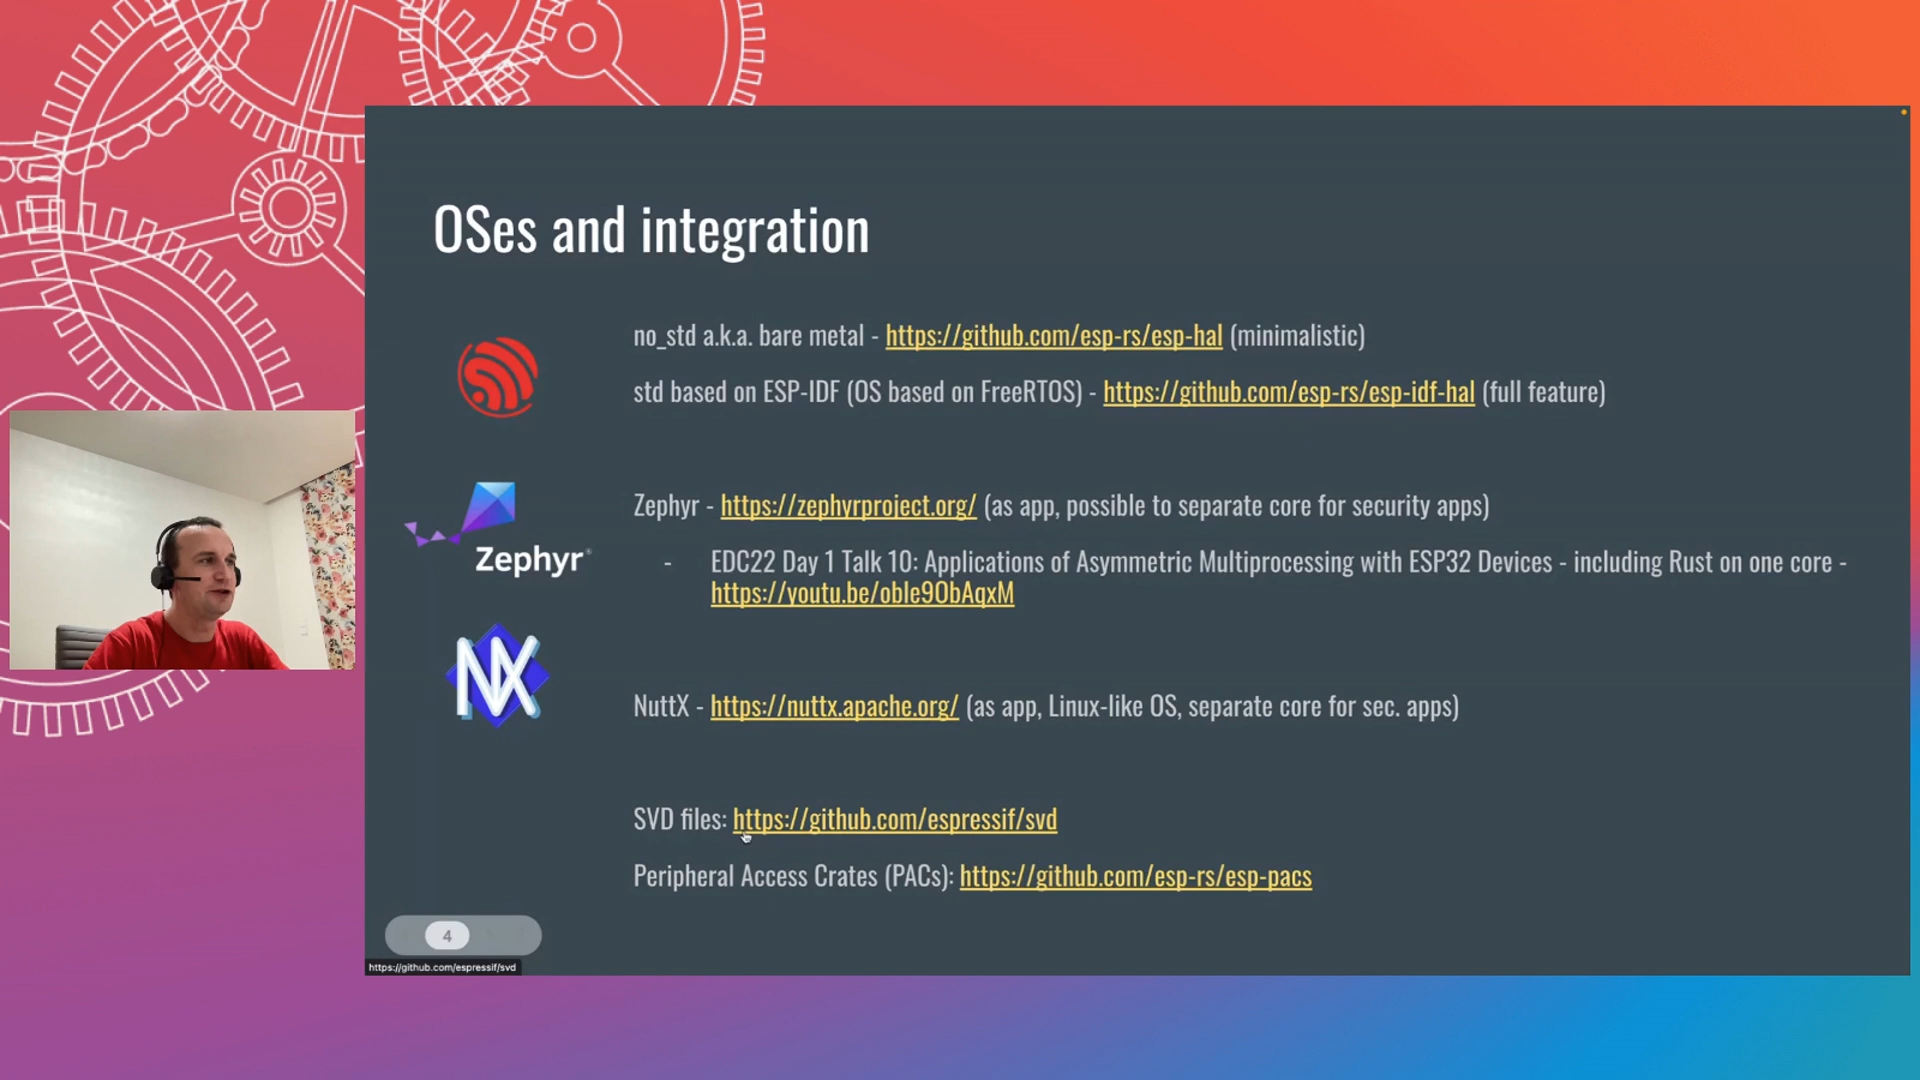 OSes and integration
no_std a.k.a. bare metal - https://github.com/esp-rs/esp-hal (minimalistic)
std based on ESP-IDF (OS based on FreeRTOS) - https://github.com/esp-rs/esp-idf-hal (full feature)
Zephyr - https://zephyrproject.org/ (as app, possible to separate core for security apps)
Zephyr
- EDC22 Day 1 Talk 10: Applications of Asymmetric Multiprocessing with ESP32 Devices - including Rust on one core -
https://youtu.be/oble9ObAqxM
NX
NuttX - https://nuttx.apache.org/ (as app, Linux-like OS, separate core for sec. apps)
SVD files: https://github.com/espressif/svd
Peripheral Access Crates (PACs): https://github.com/esp-rs/esp-pacs
4
https://github.com/espressif/svd